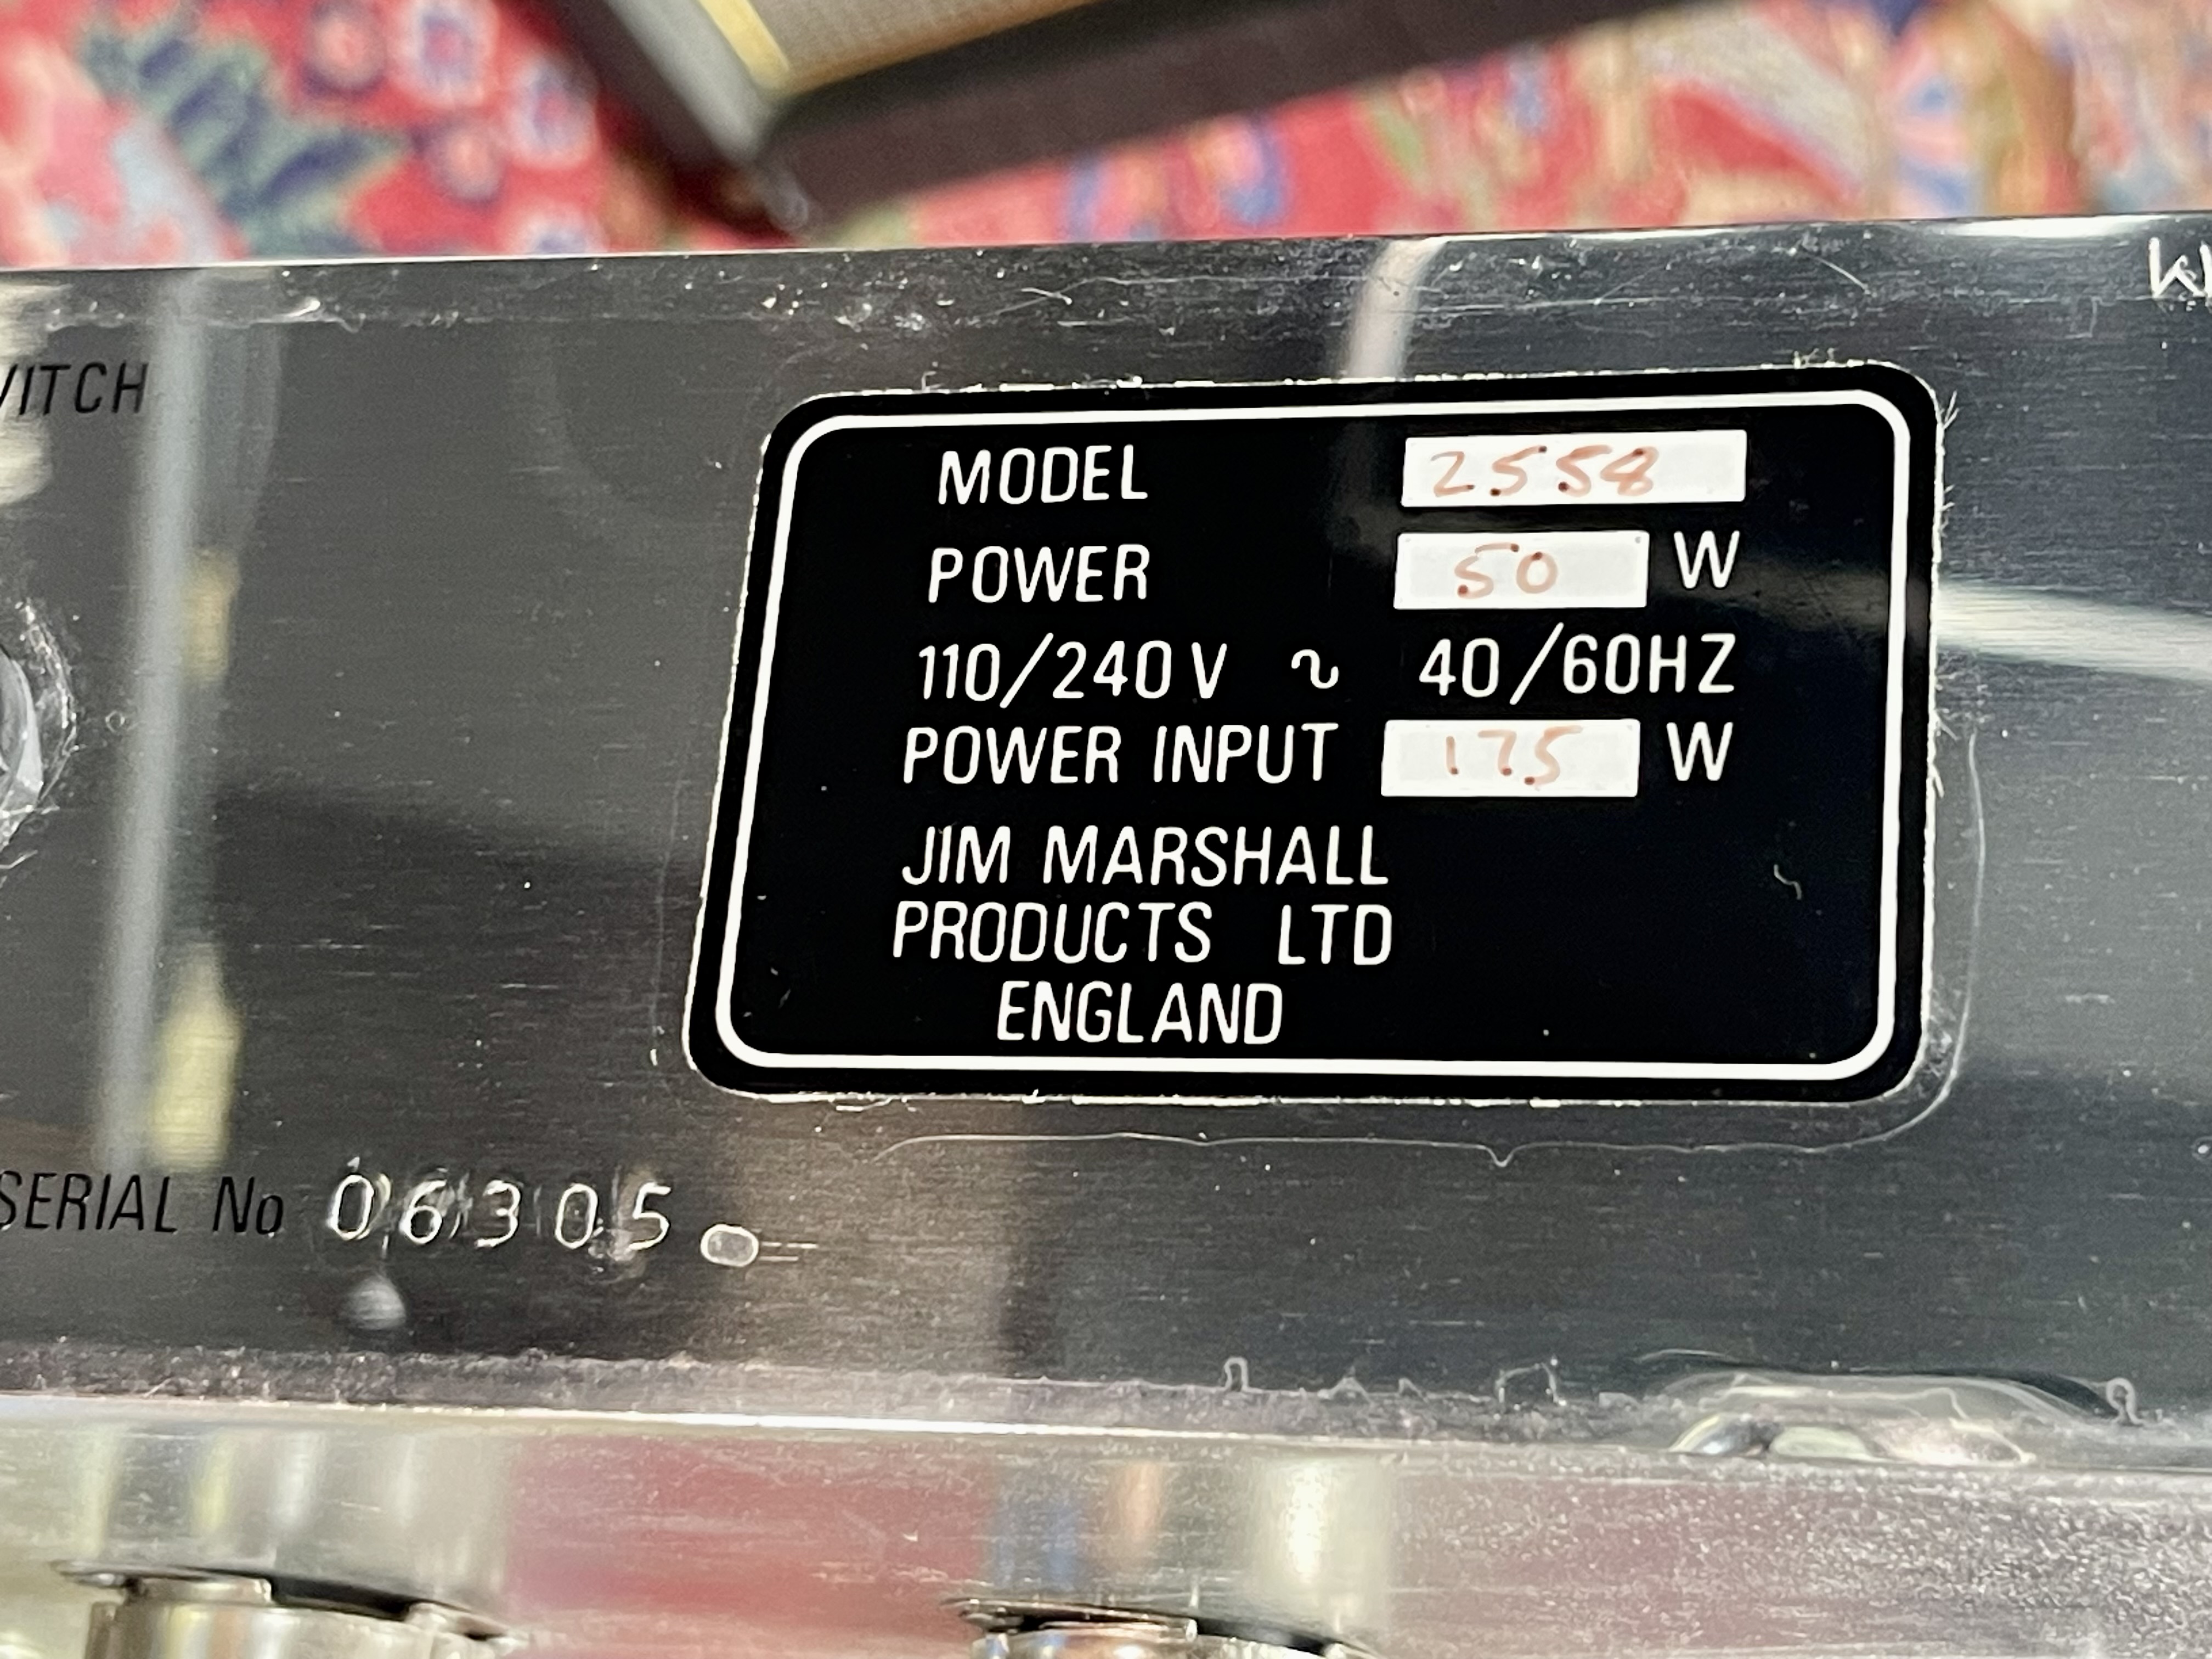 VITCH
MODEL 2558
POWER 50 W
110/240 V ~ 40/60HZ
POWER INPUT 175 W
JIM MARSHALL
PRODUCTS LTD
ENGLAND
SERIAL No 06305